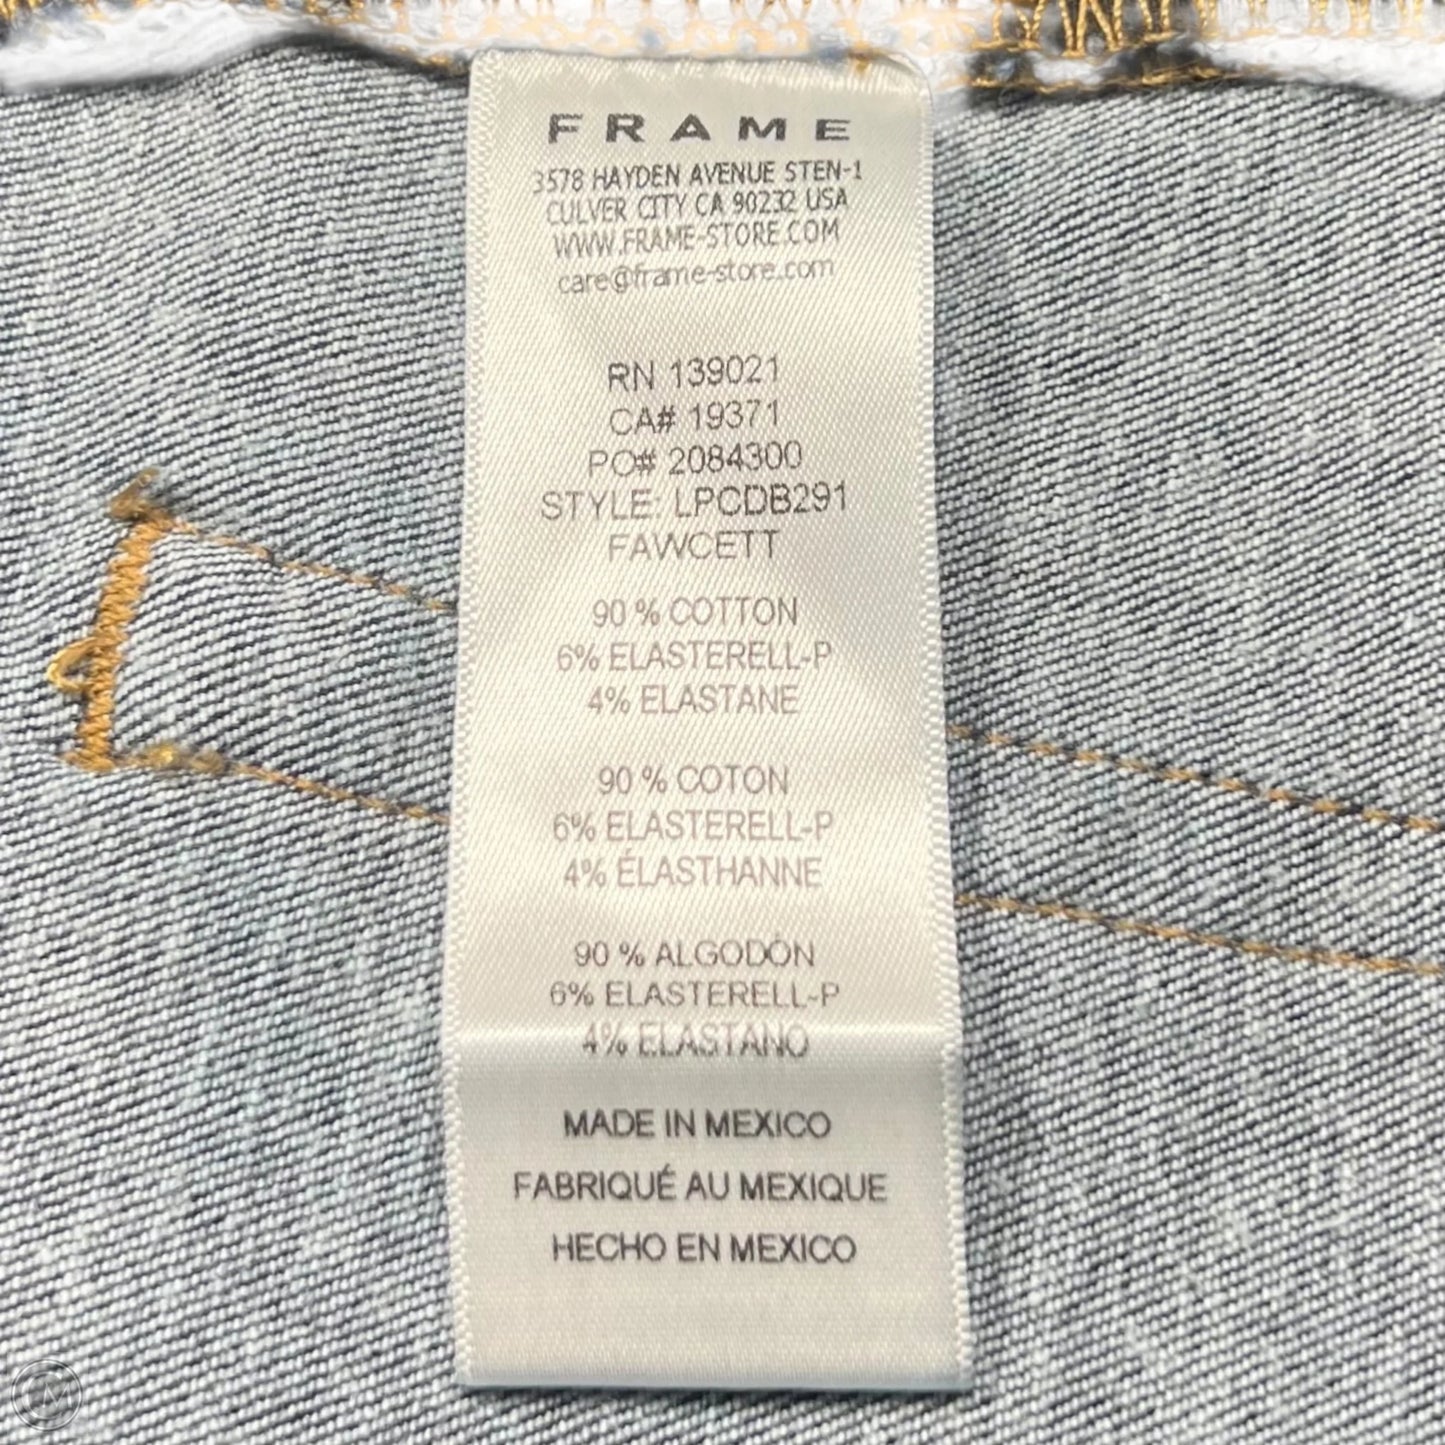 FRAME
3578 HAYDEN AVENUE STEN-1
CULVER CITY CA 90232 USA
WWW.FRAME-STORE.COM
care@frame-store.com
RN 139021
CA# 19371
PO# 2084300
STYLE: LPCDB291
FAWCETT
90 % COTTON
6% ELASTERELL-P
4% ELASTANE
90 % COTON
6% ELASTERELL-P
4% ÉLASTHANNE
90 % ALGODÓN
6% ELASTERELL-P
4% ELASTANO
MADE IN MEXICO
FABRIQUÉ AU MEXIQUE
HECHO EN MEXICO